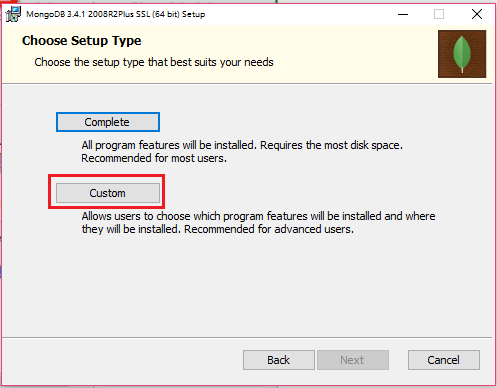 MongoDB 3.4.1 2008R2Plus SSL (64 bit) Setup
Choose Setup Type
Choose the setup type that best suits your needs
Complete
All program features will be installed. Requires the most disk space.
Recommended for most users.
Custom
Allows users to choose which program features will be installed and where
they will be installed. Recommended for advanced users.
Back
Next
Cancel